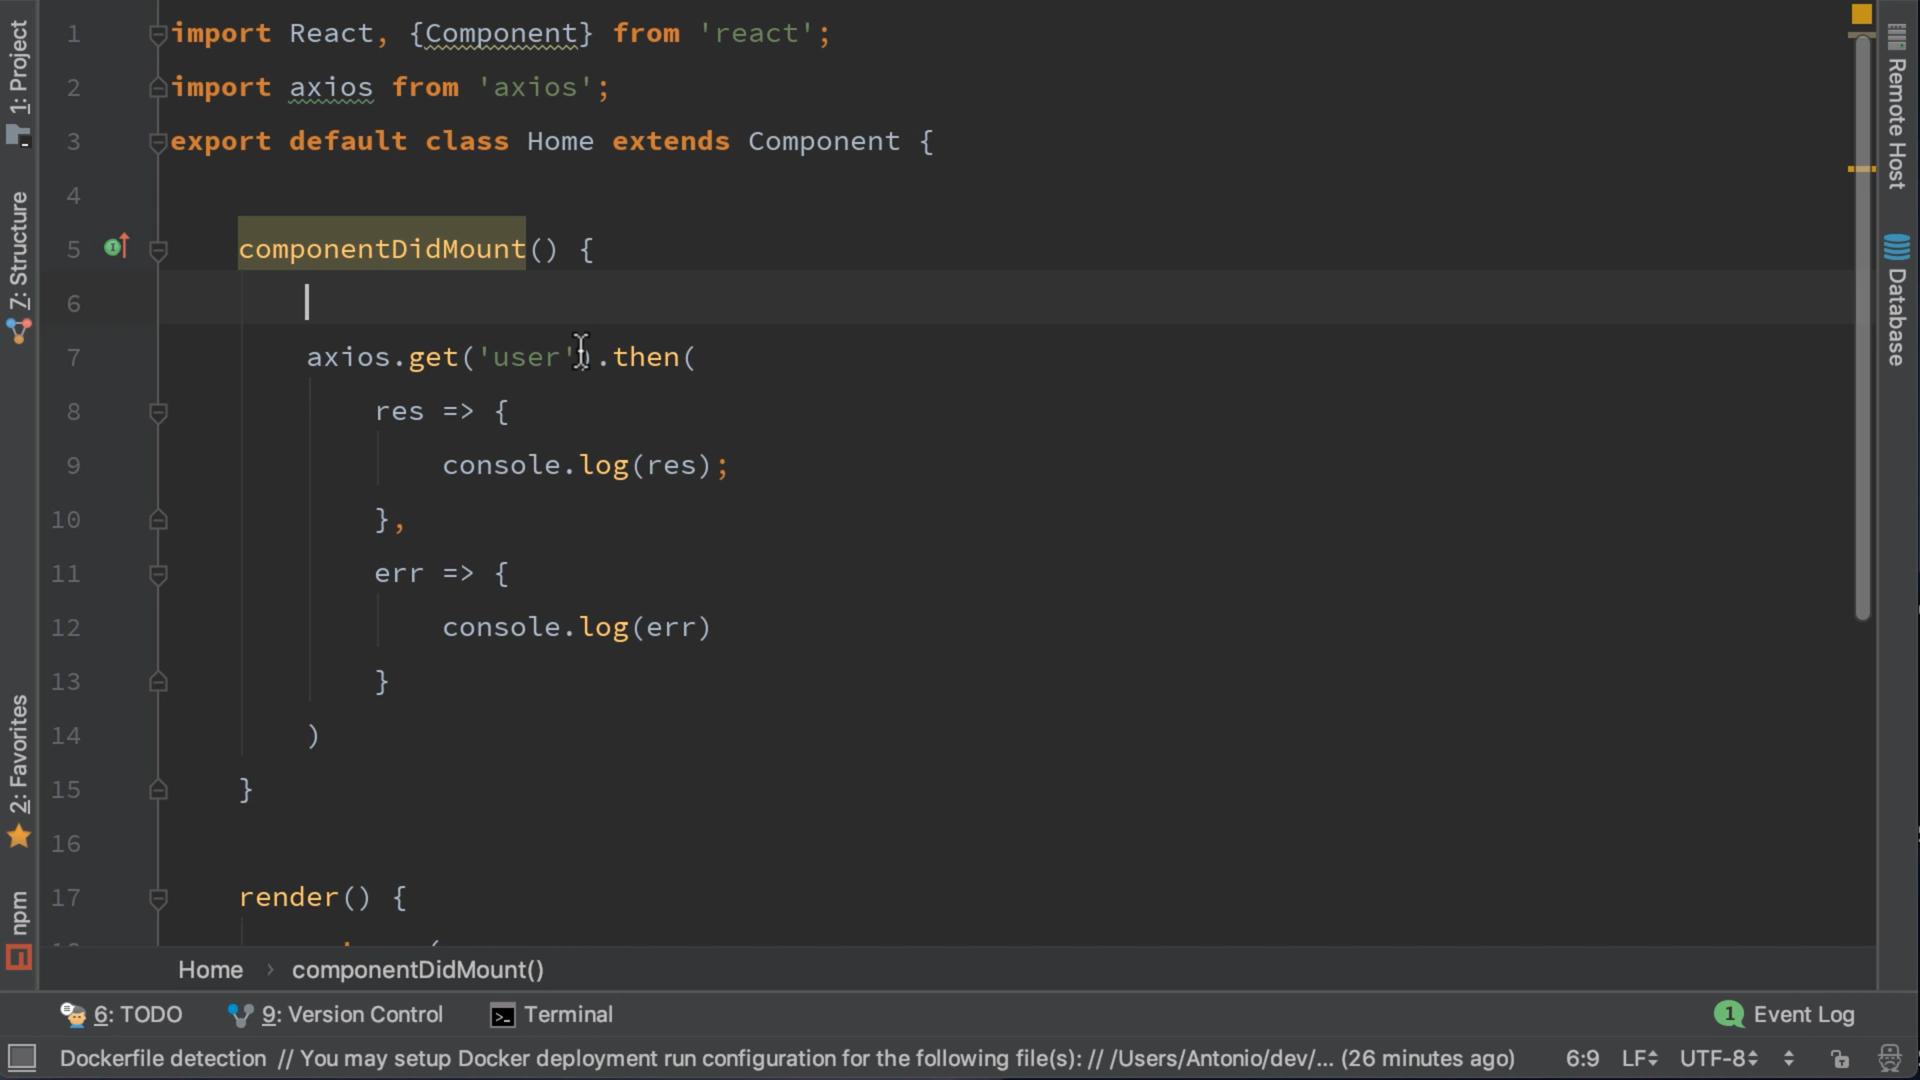 1 import React, {Component} from 'react';
2 import axios from 'axios';
3 export default class Home extends Component {
4
5 componentDidMount() {
6
7 axios.get('user').then(
8 res => {
9 console.log(res);
10 },
11 err => {
12 console.log(err)
13 }
14 )
15 }
16
17 render() {
Home › componentDidMount()
6: TODO 9: Version Control Terminal 1 Event Log
Dockerfile detection // You may setup Docker deployment run configuration for the following file(s): // /Users/Antonio/dev/... (26 minutes ago) 6:9 LF UTF-8
1: Project
7: Structure
2: Favorites
npm
Remote Host
Database